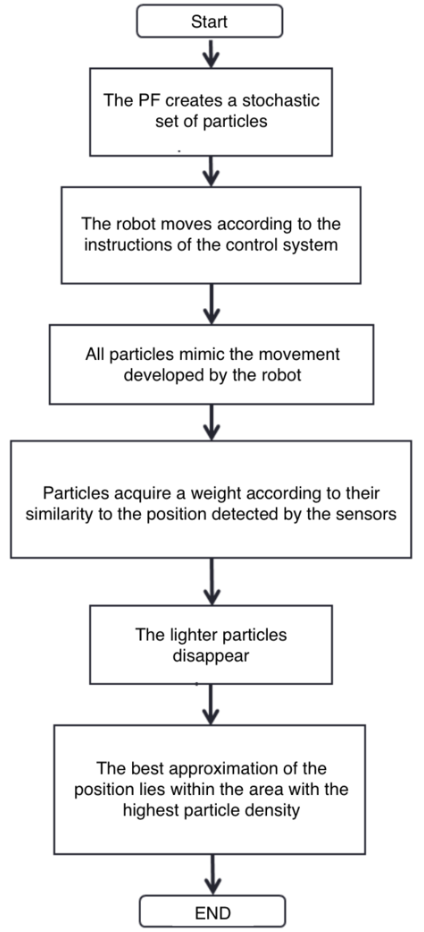 Start
The PF creates a stochastic
set of particles
The robot moves according to the
instructions of the control system
All particles mimic the movement
developed by the robot
Particles acquire a weight according to their
similarity to the position detected by the sensors
The lighter particles
disappear
The best approximation of the
position lies within the area with the
highest particle density
END